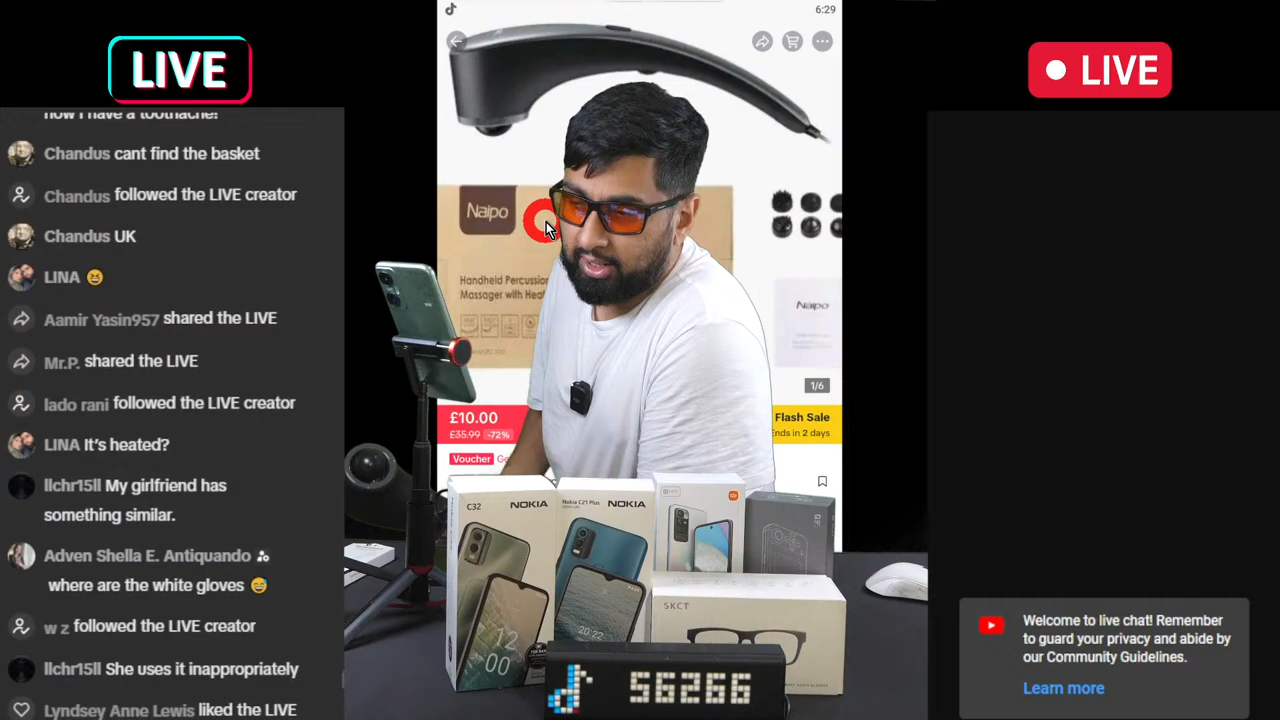 LIVE
now I have a toothache!
Chandus cant find the basket
Chandus followed the LIVE creator
Chandus UK
LINA 😆
Aamir Yasin957 shared the LIVE
Mr.P. shared the LIVE
lado rani followed the LIVE creator
LINA It's heated?
llchr15ll My girlfriend has
something similar.
Adven Shella E. Antiquando
where are the white gloves 😅
w z followed the LIVE creator
llchr15ll She uses it inappropriately
Lyndsey Anne Lewis liked the LIVE
6:29
Naipo
Handheld Percussion
Massager with Heat
Naipo
1/6
£10.00
£35.99 -72%
Flash Sale
Ends in 2 days
Voucher Ge
C32 NOKIA
12
00
Nokia C21 Plus NOKIA
20:22
SKCT
56266
LIVE
Welcome to live chat! Remember
to guard your privacy and abide by
our Community Guidelines.
Learn more